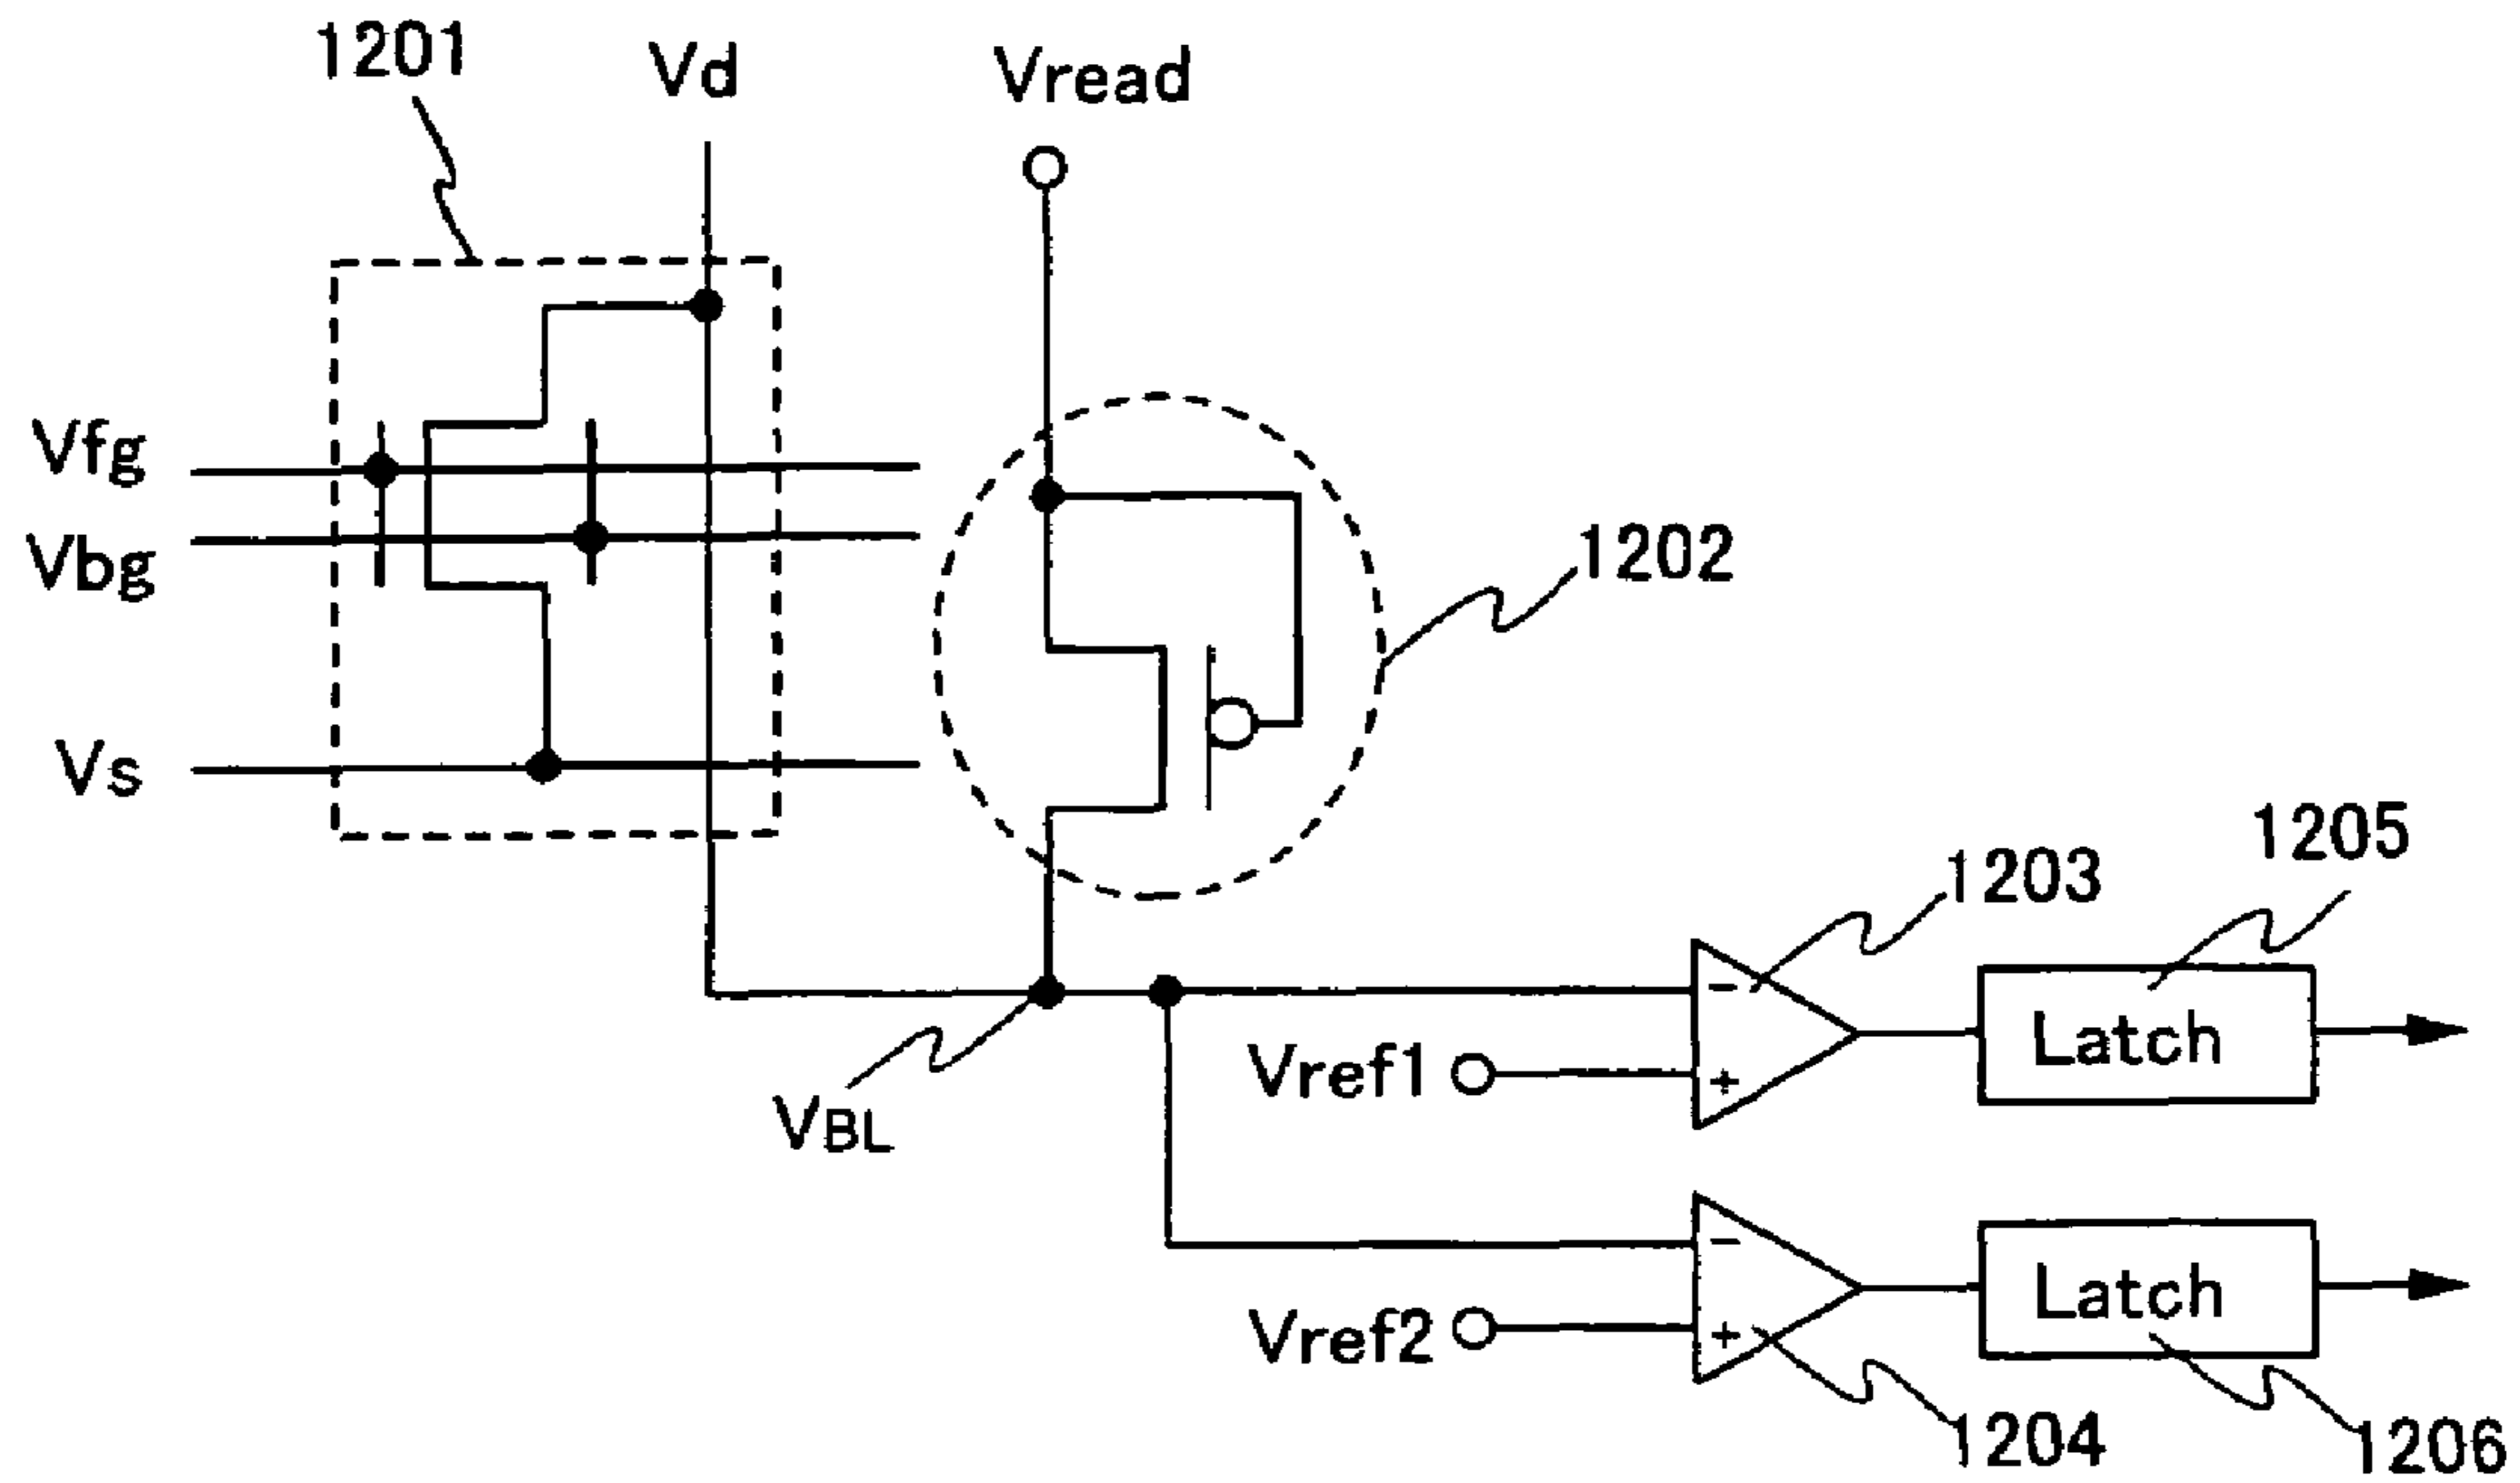 1201
Vd
Vread
Vfg
Vbg
1202
Vs
1205
1203
-
Latch
Vref1
+
VBL
-
Latch
Vref2
+
1204
1206